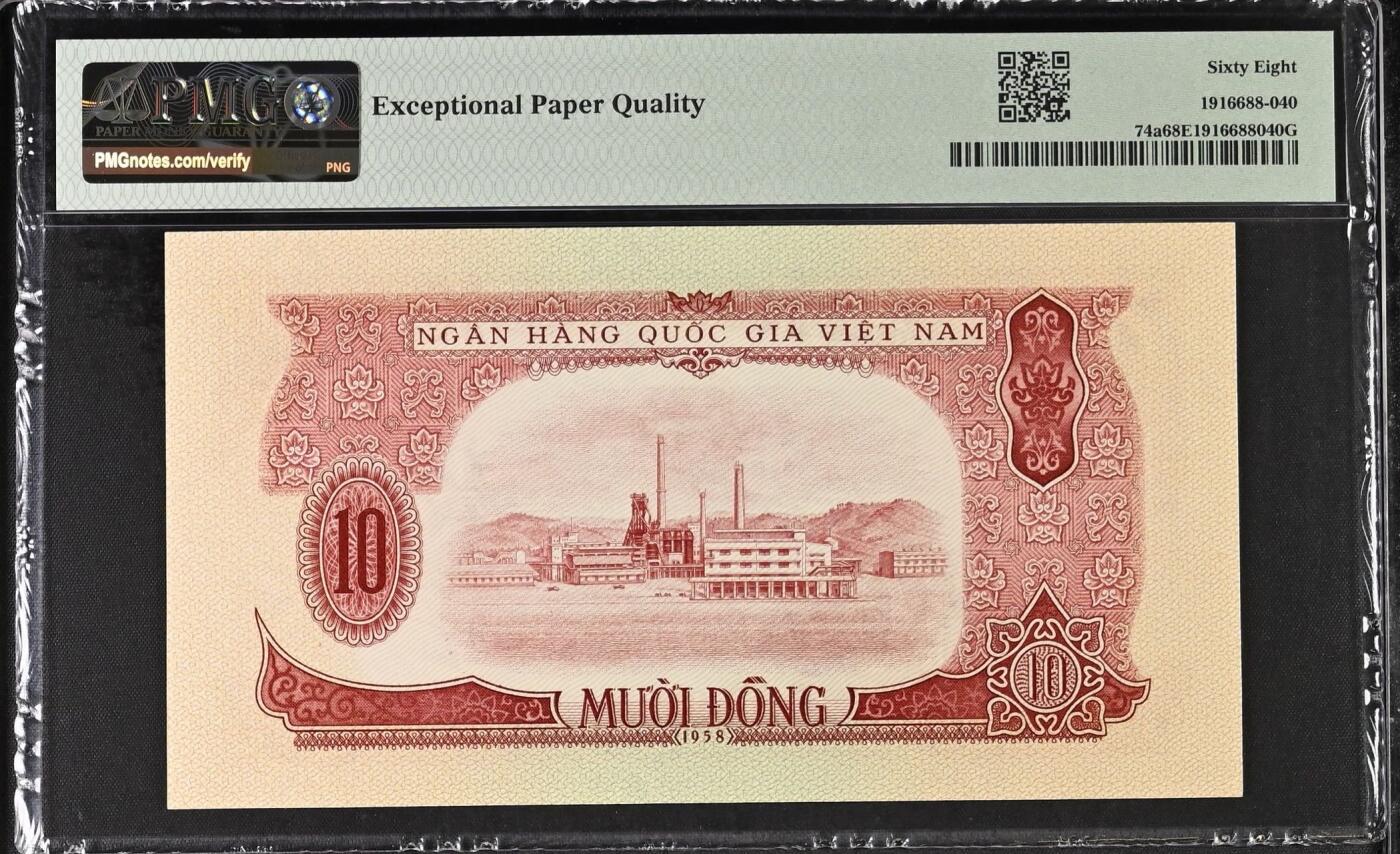 PMG
PAPER MONEY GUARANTY
PMGnotes.com/verify
PNG
Exceptional Paper Quality
Sixty Eight
1916688-040
74a68E1916688040G
NGÂN HÀNG QUỐC GIA VIỆT NAM
10
10
MƯỜI ĐỒNG
1958